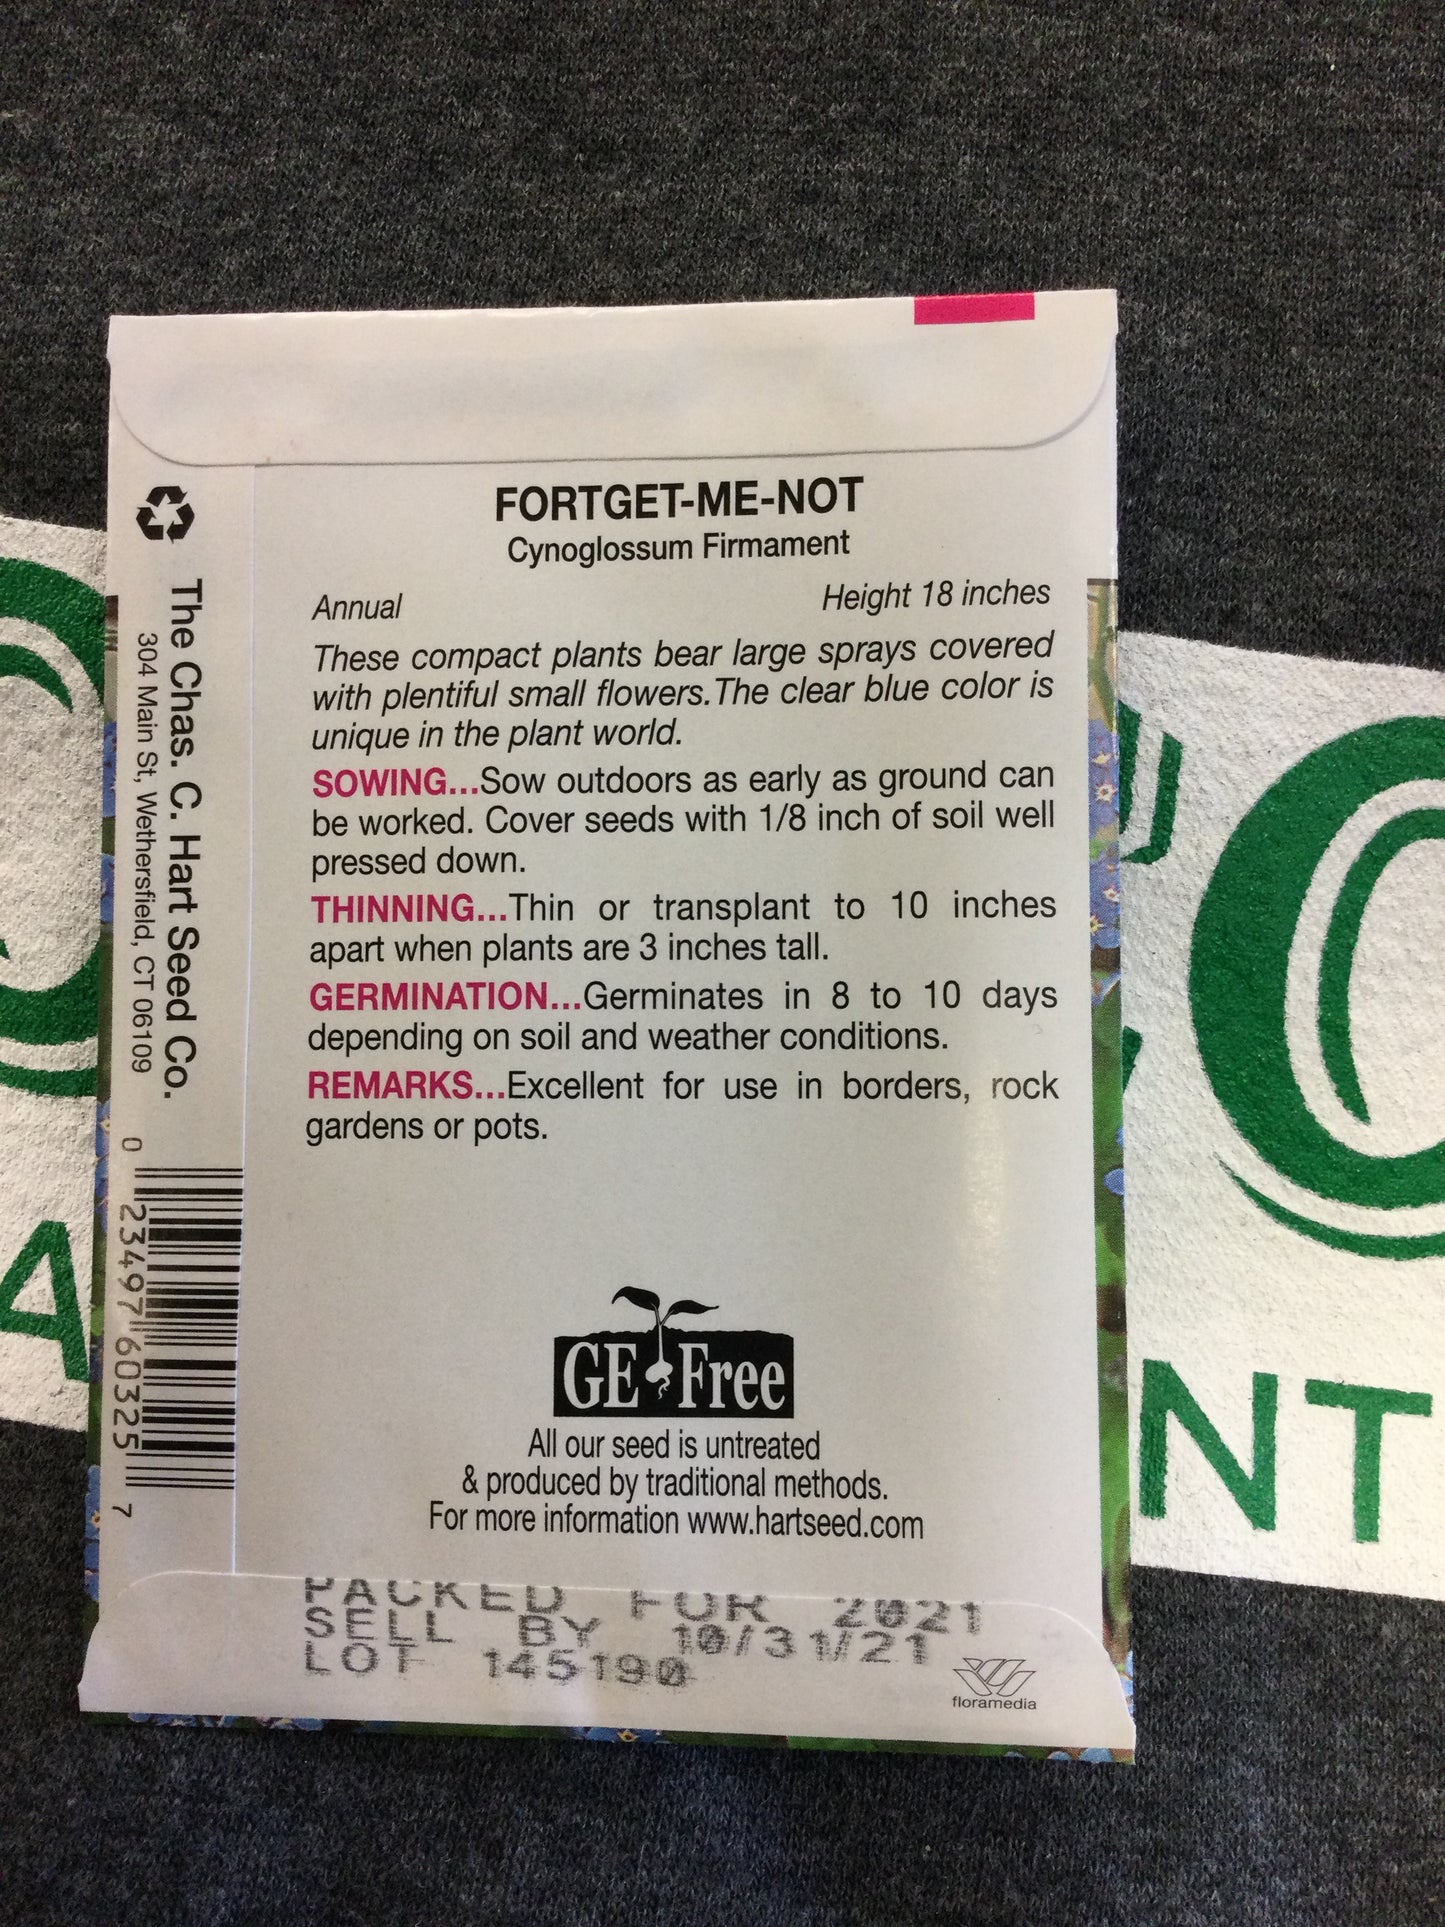 FORTGET-ME-NOT
Cynoglossum Firmament
Annual
Height 18 inches
These compact plants bear large sprays covered
with plentiful small flowers. The clear blue color is
unique in the plant world.
SOWING...Sow outdoors as early as ground can
be worked. Cover seeds with 1/8 inch of soil well
pressed down.
THINNING...Thin or transplant to 10 inches
apart when plants are 3 inches tall.
GERMINATION...Germinates in 8 to 10 days
depending on soil and weather conditions.
REMARKS...Excellent for use in borders, rock
gardens or pots.
GE Free
All our seed is untreated
& produced by traditional methods.
For more information www.hartseed.com
PACKED FOR 2021
SELL BY 10/31/21
LOT 145190
floramedia
The Chas. C. Hart Seed Co.
304 Main St, Wethersfield, CT 06109
0 23497 60325 7
A
NT